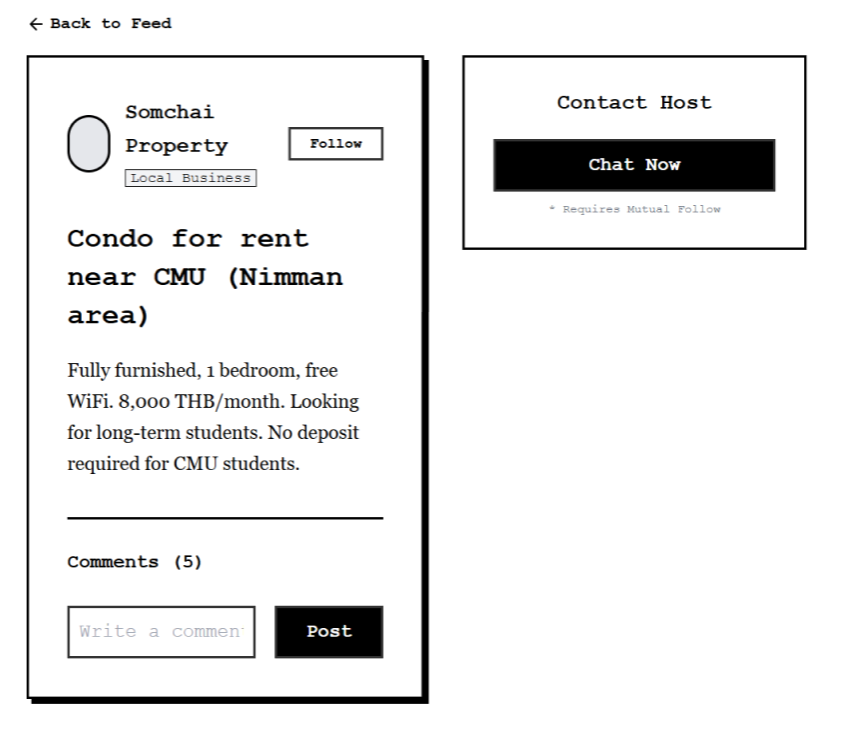 ← Back to Feed
Somchai
Property
Follow
Local Business
Condo for rent
near CMU (Nimman
area)
Fully furnished, 1 bedroom, free
WiFi. 8,000 THB/month. Looking
for long-term students. No deposit
required for CMU students.
Comments (5)
Write a commen
Post
Contact Host
Chat Now
* Requires Mutual Follow